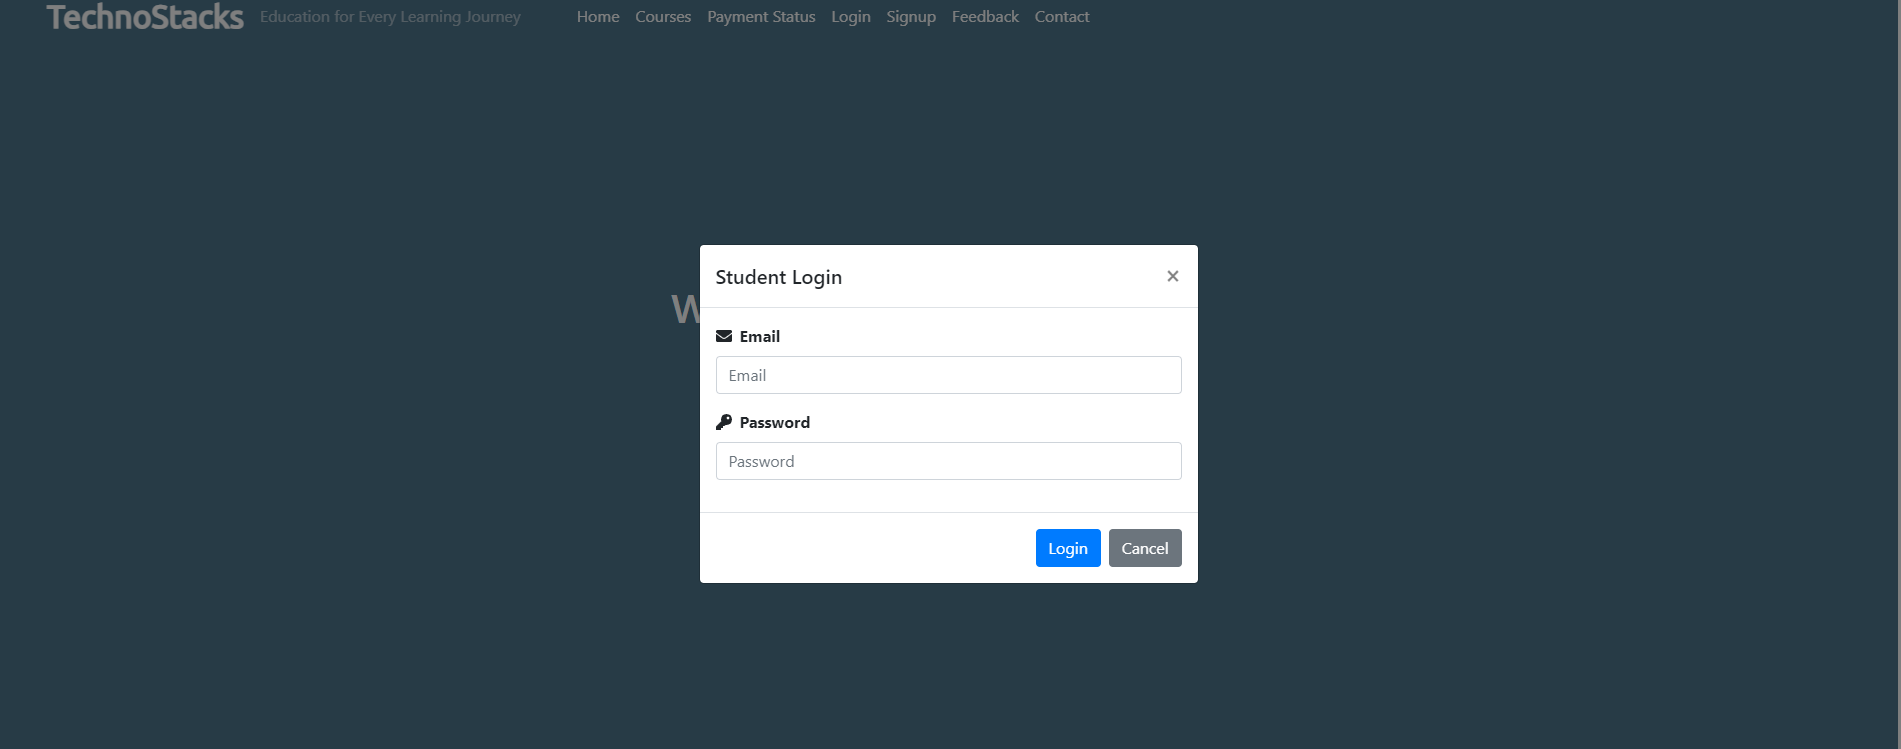 TechnoStacks Education for Every Learning Journey Home Courses Payment Status Login Signup Feedback Contact
Student Login ×
W
Email
Email
Password
Password
Login Cancel